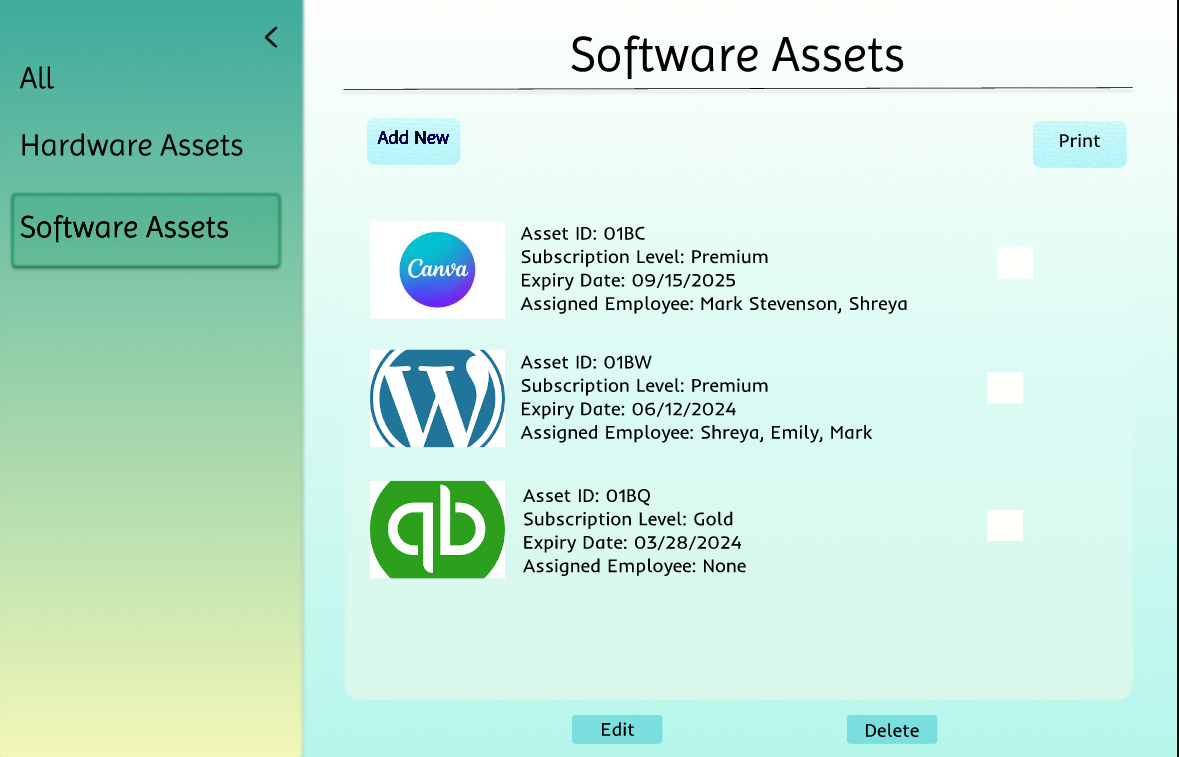 All
Hardware Assets
Software Assets
Software Assets
Add New
Print
Canva
Asset ID: 01BC
Subscription Level: Premium
Expiry Date: 09/15/2025
Assigned Employee: Mark Stevenson, Shreya
W
Asset ID: 01BW
Subscription Level: Premium
Expiry Date: 06/12/2024
Assigned Employee: Shreya, Emily, Mark
qb
Asset ID: 01BQ
Subscription Level: Gold
Expiry Date: 03/28/2024
Assigned Employee: None
Edit
Delete